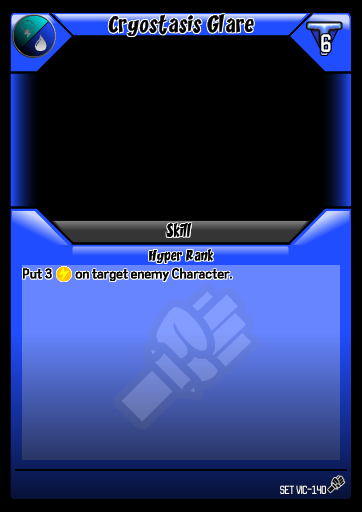 Cryostasis Glare
6
Skill
Hyper Rank
Put 3 on target enemy Character.
SET VIC-140